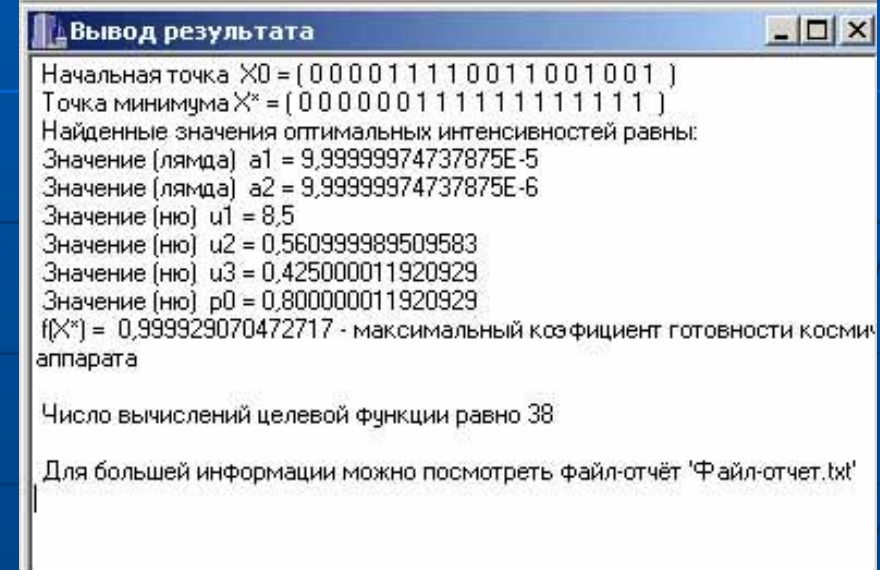 Вывод результата
Начальная точка X0 = ( 0 0 0 0 1 1 1 1 0 0 1 1 0 0 1 0 0 1 )
Точка минимума X* = ( 0 0 0 0 0 0 1 1 1 1 1 1 1 1 1 1 1 1 )
Найденные значения оптимальных интенсивностей равны:
Значение (лямда) a1 = 9,99999974737875E-5
Значение (лямда) a2 = 9,99999974737875E-6
Значение (ню) u1 = 8,5
Значение (ню) u2 = 0,560999989509583
Значение (ню) u3 = 0,425000011920929
Значение (ню) p0 = 0,800000011920929
f(X*) = 0,999929070472717 - максимальный коэфициент готовности косми
аппарата
Число вычислений целевой функции равно 38
Для большей информации можно посмотреть файл-отчёт 'Файл-отчет.txt'